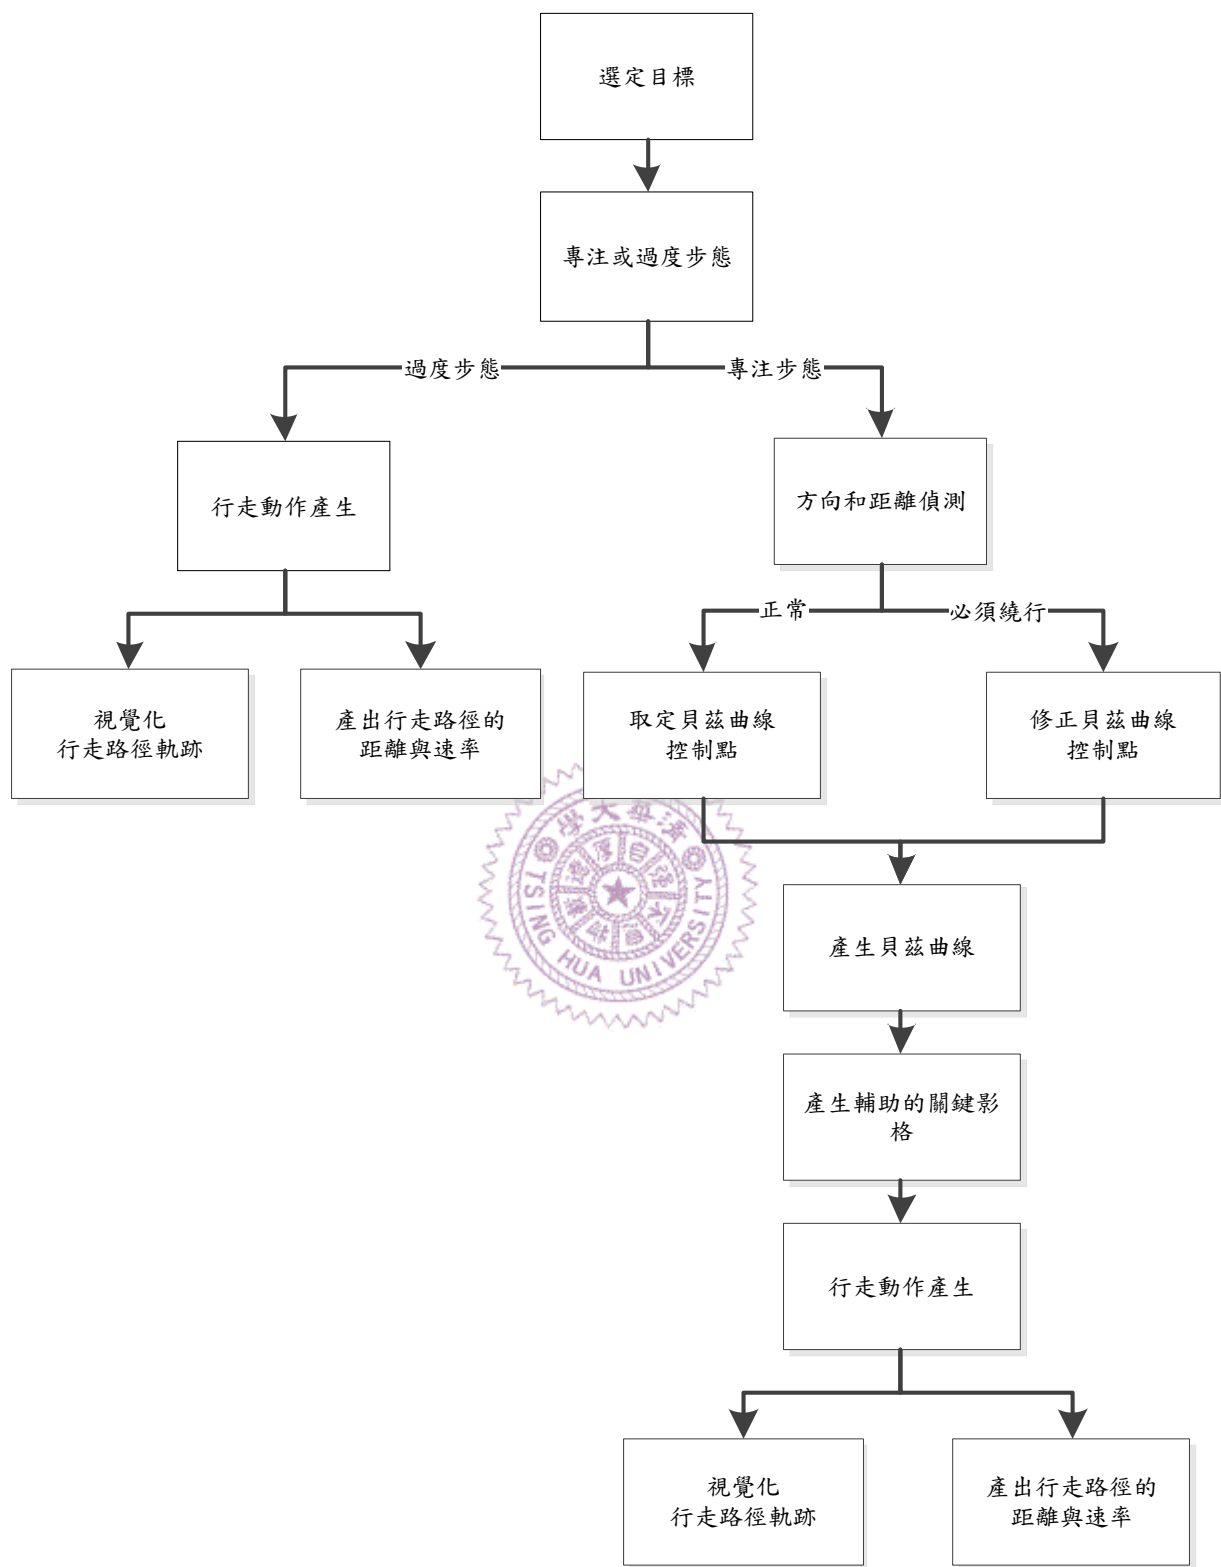 選定目標
專注或過度步態
過度步態
專注步態
行走動作產生
方向和距離偵測
正常
必須繞行
視覺化
行走路徑軌跡
產出行走路徑的
距離與速率
取定貝茲曲線
控制點
修正貝茲曲線
控制點
TSING HUA UNIVERSITY
產生貝茲曲線
產生輔助的關鍵影
格
行走動作產生
視覺化
行走路徑軌跡
產出行走路徑的
距離與速率